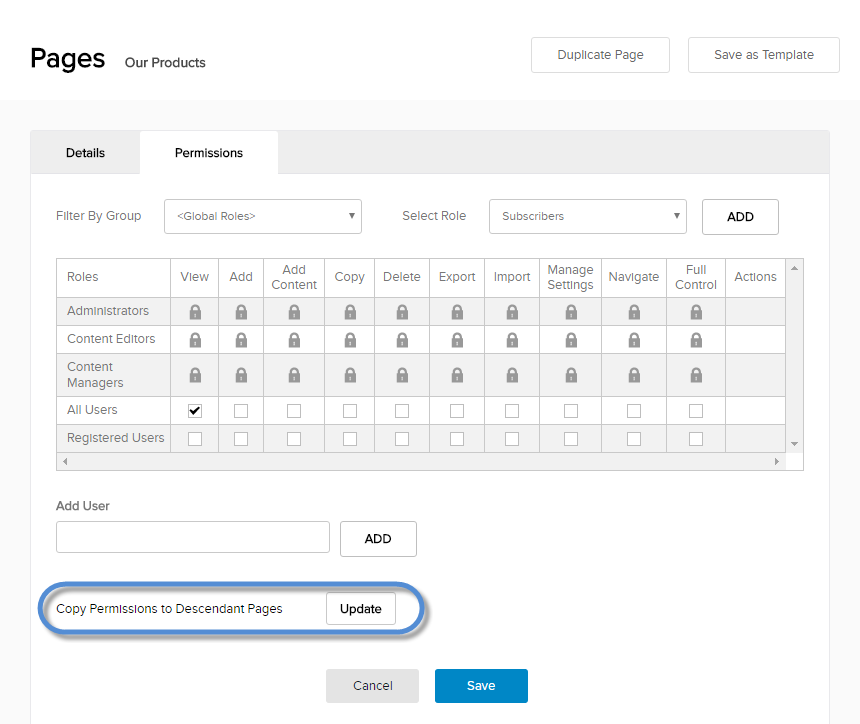 Pages Our Products
Duplicate Page Save as Template
Details Permissions
Filter By Group <Global Roles> Select Role Subscribers ADD
Roles View Add Add Content Copy Delete Export Import Manage Settings Navigate Full Control Actions
Administrators
Content Editors
Content
Managers
All Users
Registered Users
Add User
ADD
Copy Permissions to Descendant Pages Update
Cancel Save